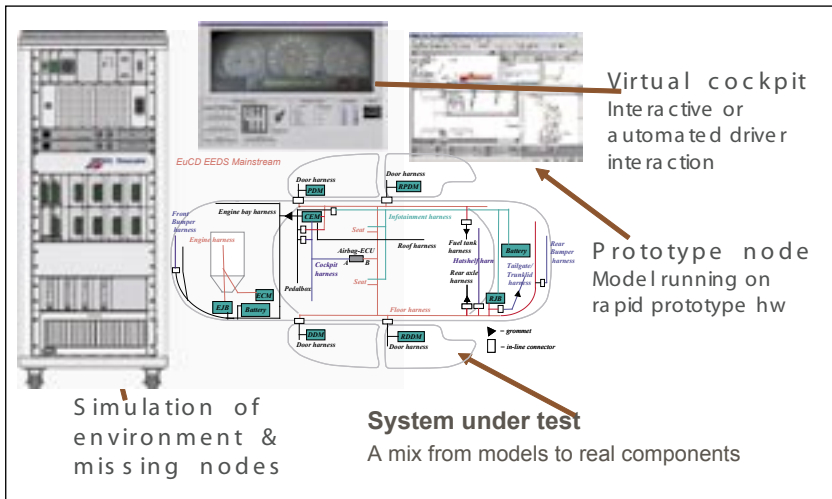 Virtual cockpit
Interactive or
automated driver
interaction
EuCD EEDS Mainstream
Door harness
PDM
Door harness
RPDM
Front
Bumper
harness
Engine bay harness
CEM
Infotainment harness
Engine harness
Seat
Roof harness
Airbag-ECU
A B
Cockpit
harness
Pedalbox
Seat
Fuel tank
harness
Hatshelf harn
Rear axle
harness
Battery
Tailgate/
Trunklid
harness
Rear
Bumper
harness
RJB
ECM
EJB
Battery
Floor harness
DDM
Door harness
RDDM
Door harness
= grommet
= in-line connector
Prototype node
Model running on
rapid prototype hw
Simulation of
environment &
missing nodes
System under test
A mix from models to real components